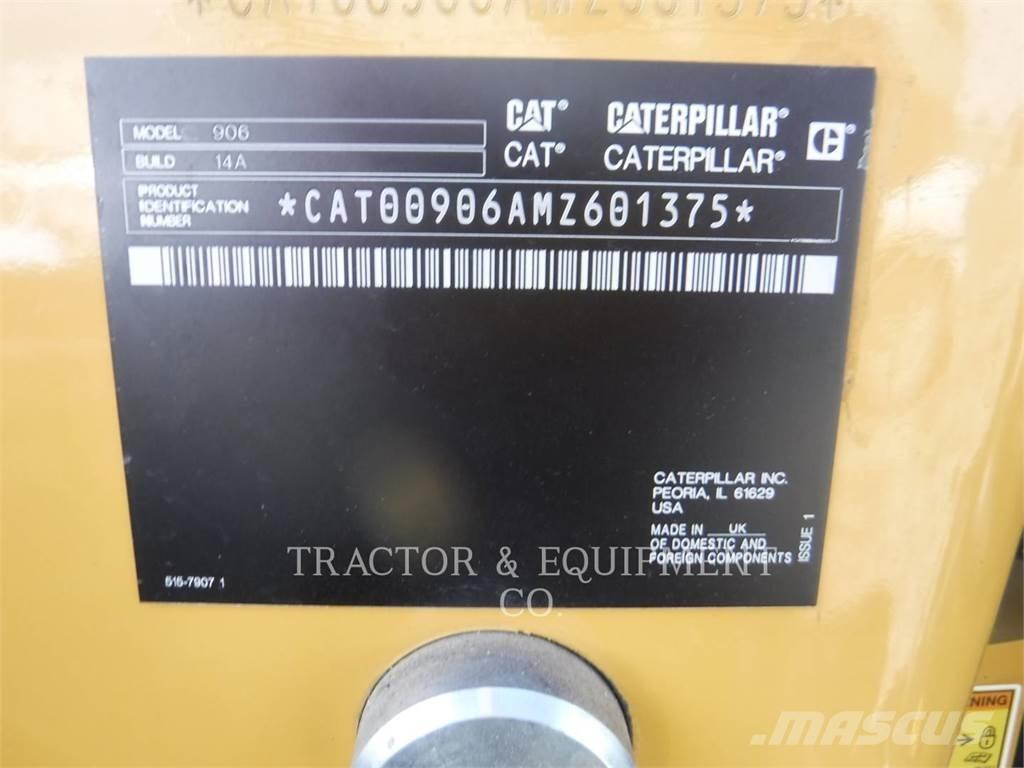 *CAT00906AMZ601375*
CAT® CATERPILLAR®
CAT® CATERPILLAR® ®
MODEL 906
BUILD 14A
PRODUCT IDENTIFICATION NUMBER *CAT00906AMZ601375*
CATERPILLAR INC.
PEORIA, IL 61629
USA
MADE IN UK
OF DOMESTIC AND
FOREIGN COMPONENTS
ISSUE 1
515-7907 1
TRACTOR & EQUIPMENT
CO.
MASCUS